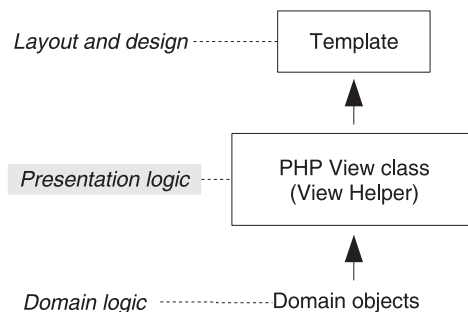 Layout and design
Template
Presentation logic
PHP View class
(View Helper)
Domain logic
Domain objects